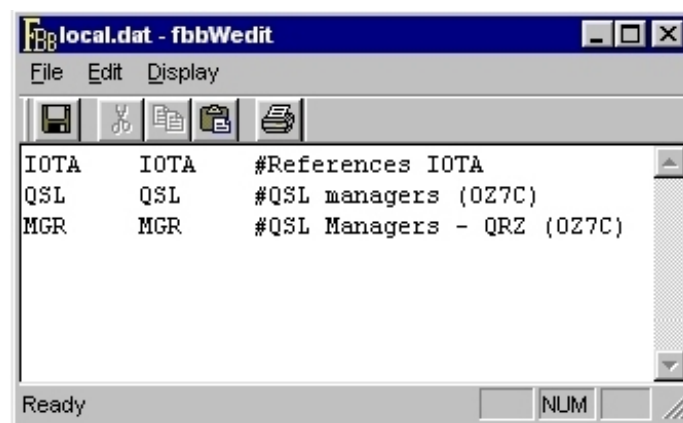 FBB local.dat - fbbWedit
File Edit Display
IOTA IOTA #References IOTA
QSL QSL #QSL managers (OZ7C)
MGR MGR #QSL Managers - QRZ (OZ7C)
Ready NUM